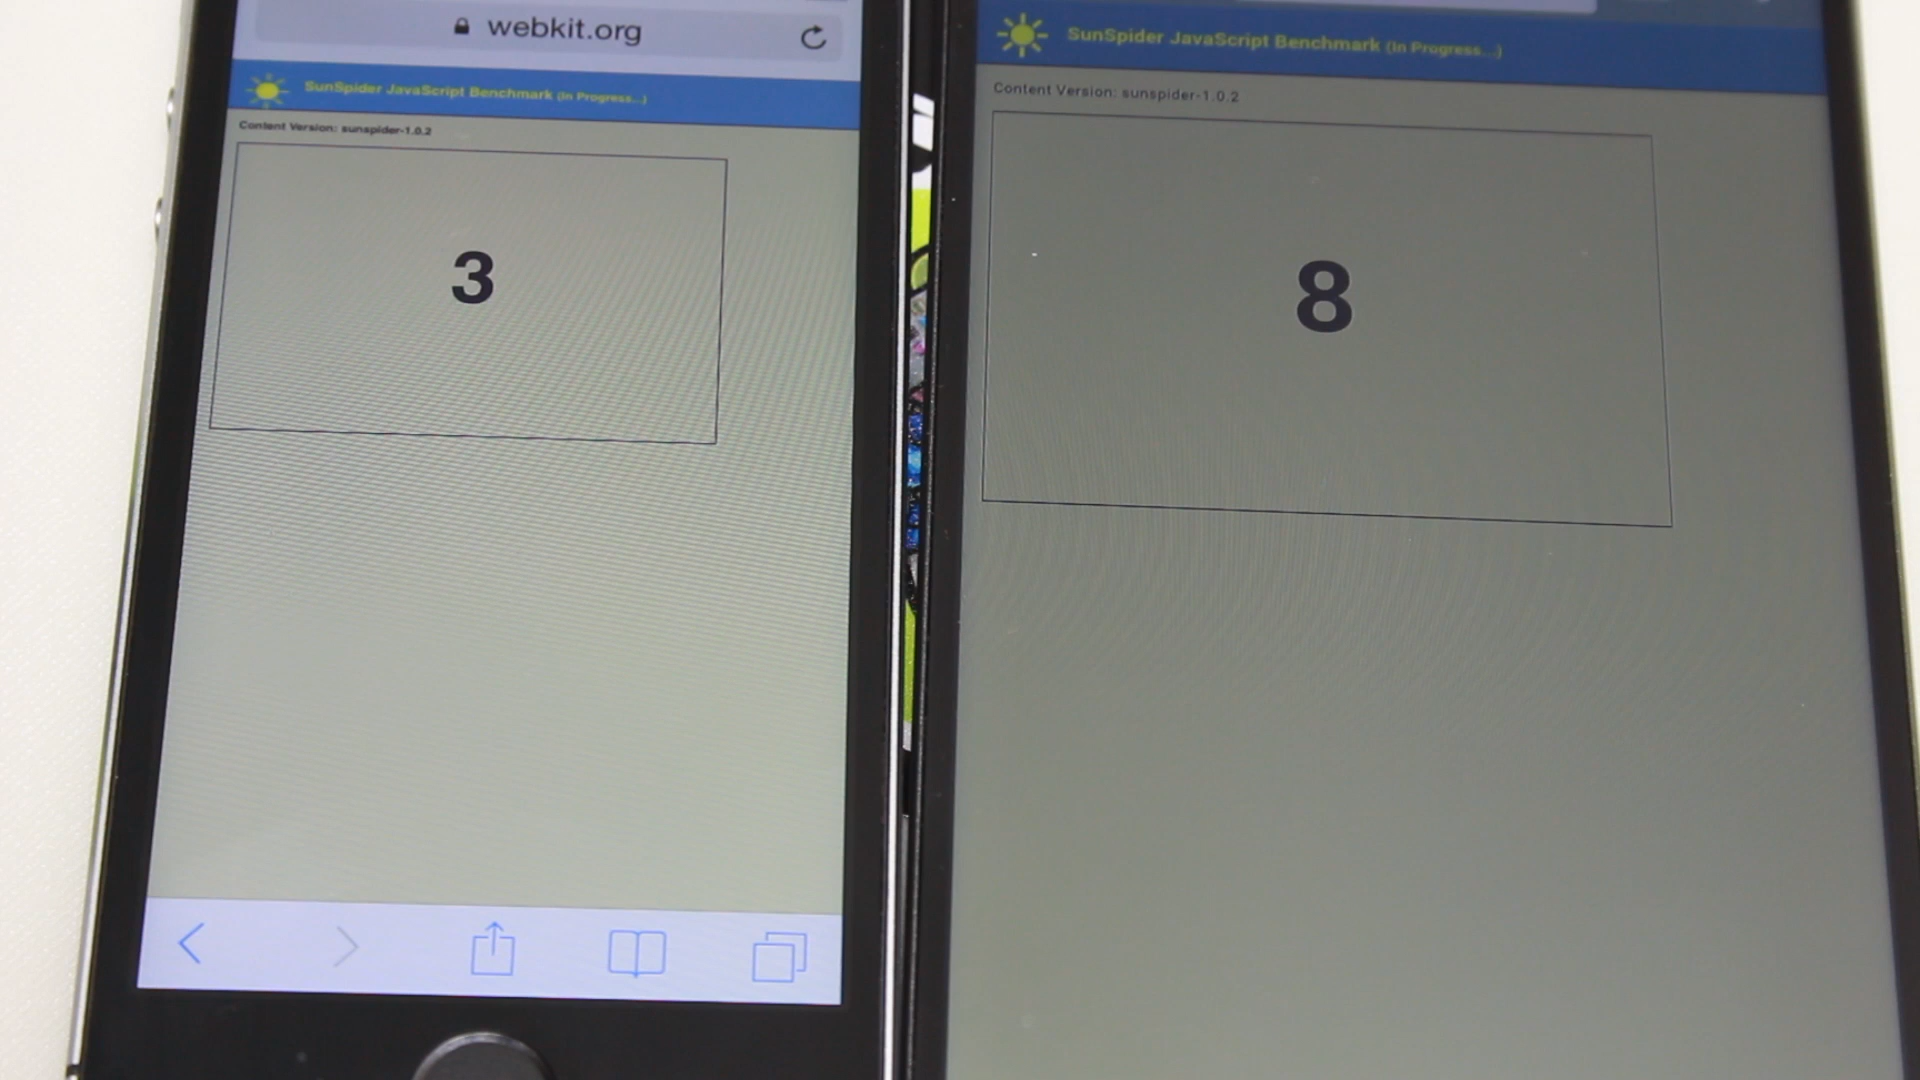 webkit.org
SunSpider JavaScript Benchmark (In Progress...)
Content Version: sunspider-1.0.2
3
SunSpider JavaScript Benchmark (In Progress...)
Content Version: sunspider-1.0.2
8